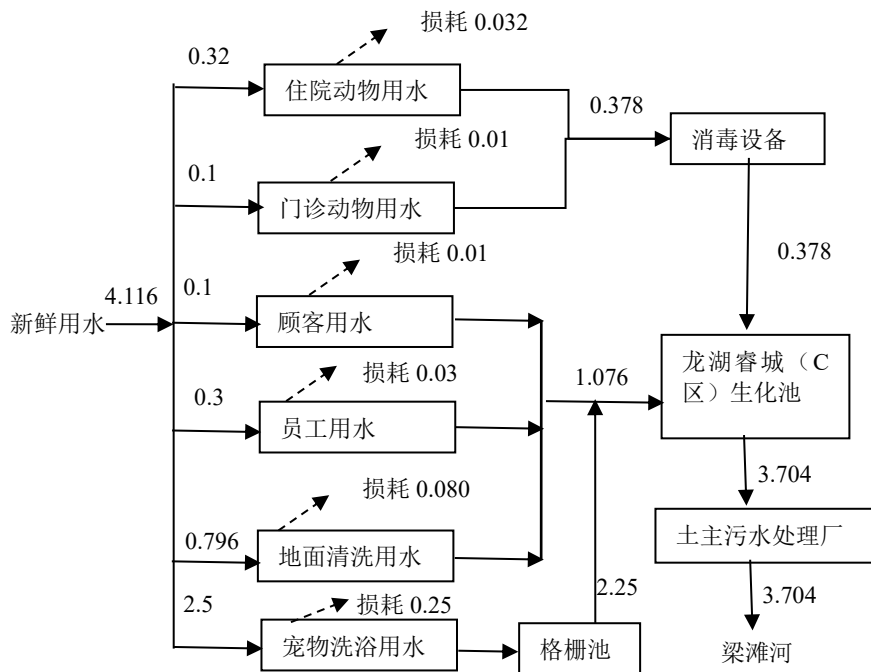 损耗 0.032
0.32
住院动物用水
0.378
消毒设备
损耗 0.01
0.1
门诊动物用水
0.378
损耗 0.01
新鲜用水
4.116
0.1
顾客用水
龙湖睿城（C
区）生化池
1.076
损耗 0.03
0.3
员工用水
3.704
损耗 0.080
0.796
地面清洗用水
土主污水处理厂
2.25
2.5
损耗 0.25
宠物洗浴用水
格栅池
3.704
梁滩河